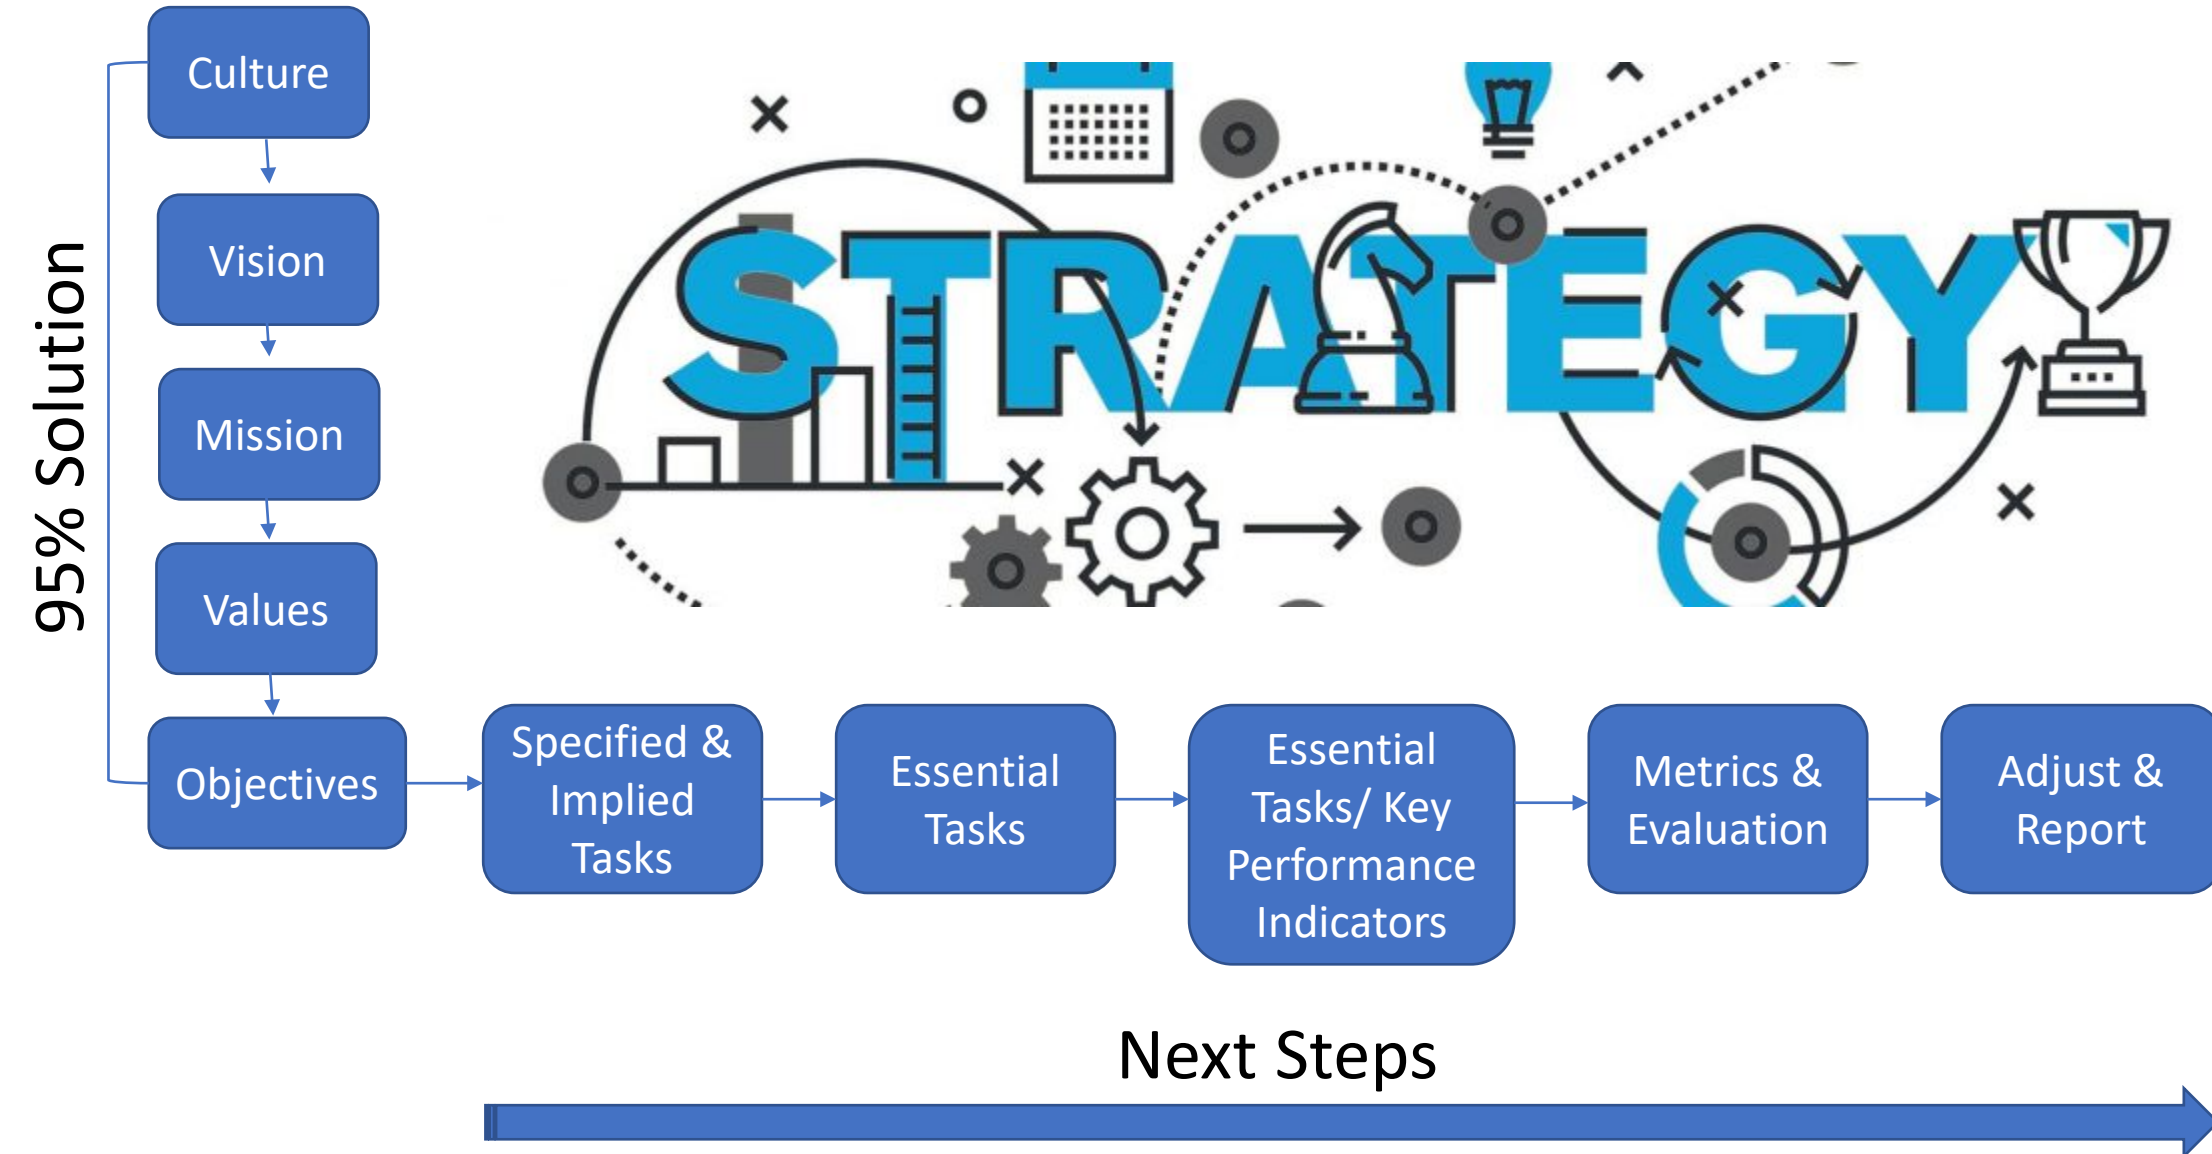 95% Solution
Culture
Vision
Mission
Values
Objectives
STRATEGY
Specified &
Implied
Tasks
Essential
Tasks
Essential
Tasks/ Key
Performance
Indicators
Metrics &
Evaluation
Adjust &
Report
Next Steps